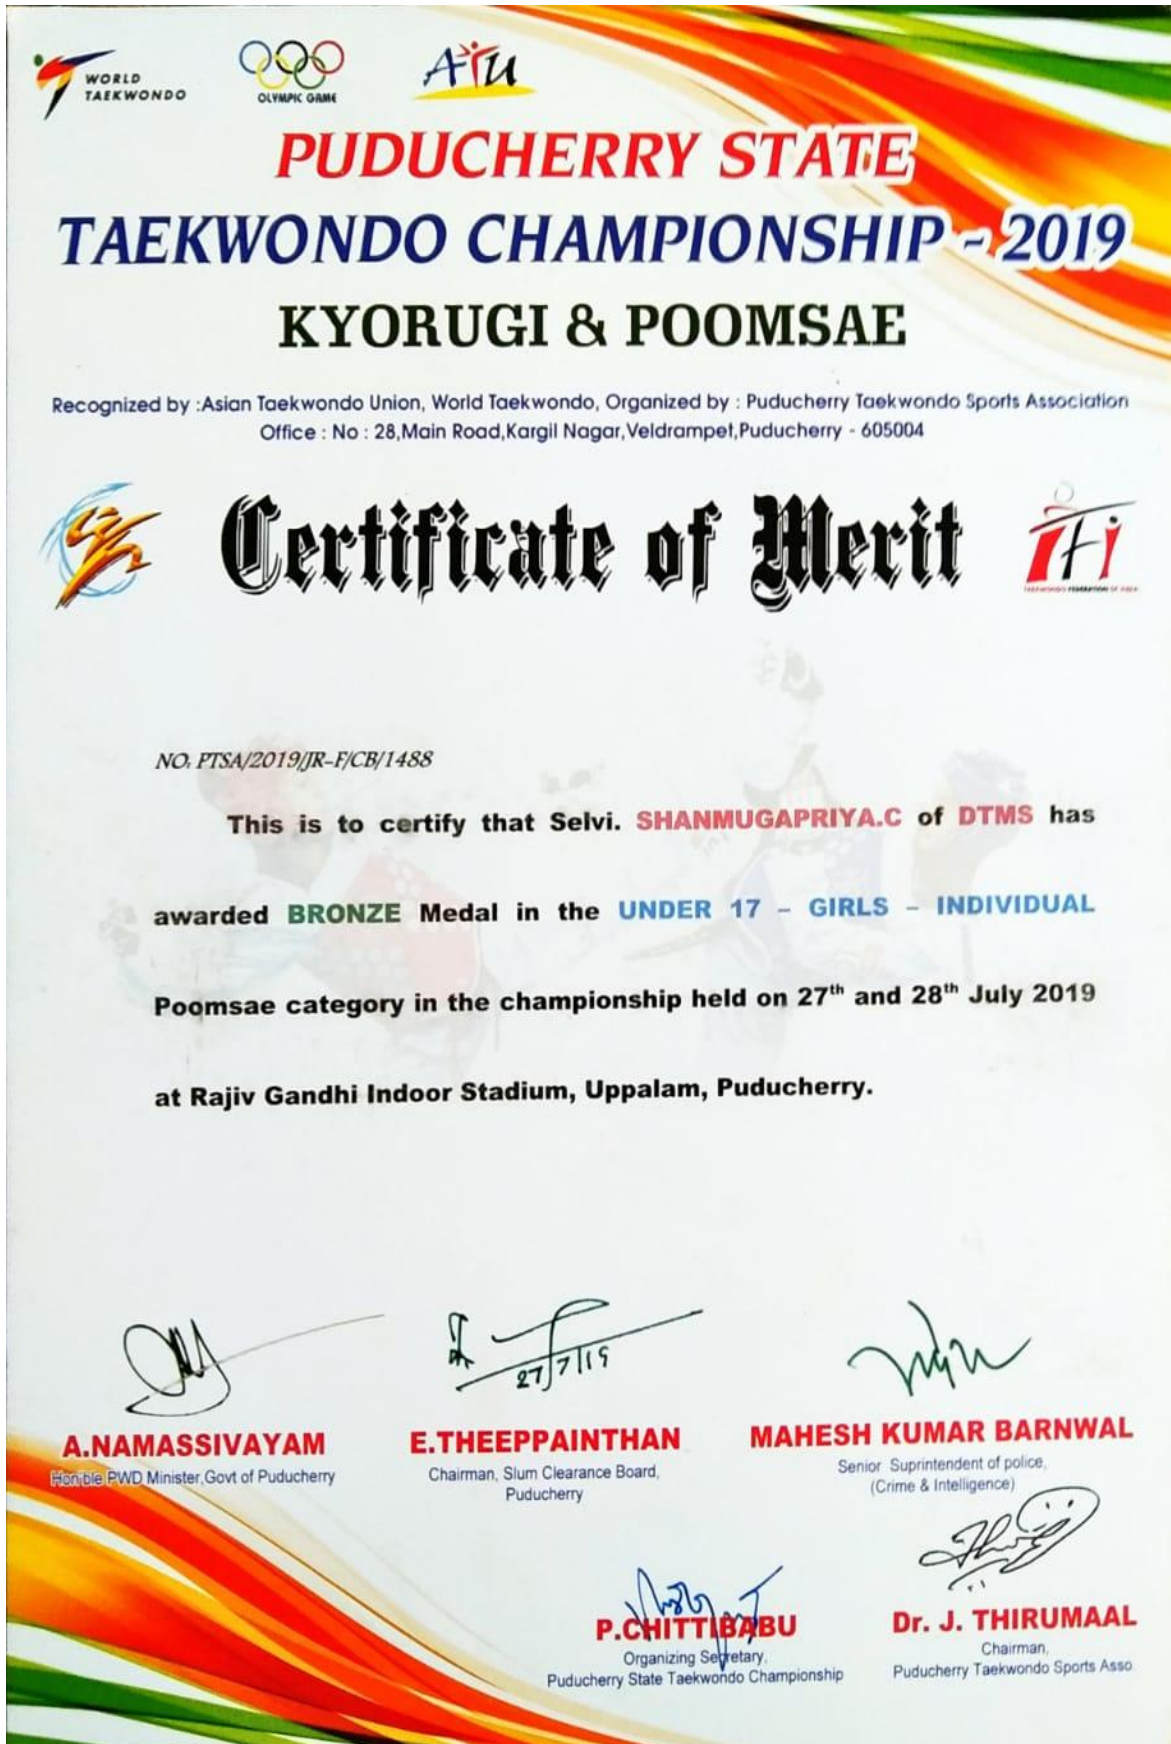 WORLD
TAEKWONDO
OLYMPIC GAME
ATU
PUDUCHERRY STATE
TAEKWONDO CHAMPIONSHIP - 2019
KYORUGI & POOMSAE
Recognized by :Asian Taekwondo Union, World Taekwondo, Organized by : Puducherry Taekwondo Sports Association
Office : No : 28,Main Road,Kargil Nagar,Veldrampet,Puducherry - 605004
Certificate of Merit
TFI
TAEKWONDO FEDERATION OF INDIA
NO: PTSA/2019/JR-F/CB/1488
This is to certify that Selvi. SHANMUGAPRIYA.C of DTMS has
awarded BRONZE Medal in the UNDER 17 - GIRLS - INDIVIDUAL
Poomsae category in the championship held on 27th and 28th July 2019
at Rajiv Gandhi Indoor Stadium, Uppalam, Puducherry.
27/7/19
A.NAMASSIVAYAM
Hon'ble PWD Minister,Govt of Puducherry
E.THEEPPAINTHAN
Chairman, Slum Clearance Board,
Puducherry
MAHESH KUMAR BARNWAL
Senior Suprintendent of police,
(Crime & Intelligence)
P.CHITTIBABU
Organizing Secretary,
Puducherry State Taekwondo Championship
Dr. J. THIRUMAAL
Chairman,
Puducherry Taekwondo Sports Asso